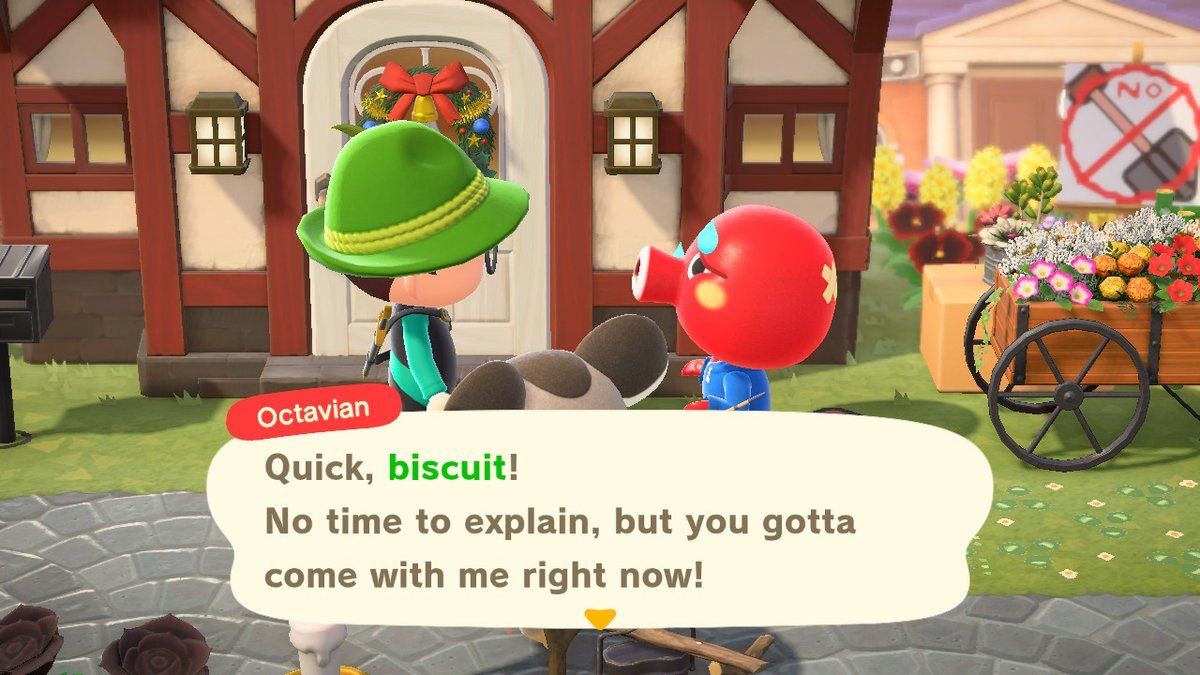 NO
Octavian
Quick, biscuit!
No time to explain, but you gotta
come with me right now!